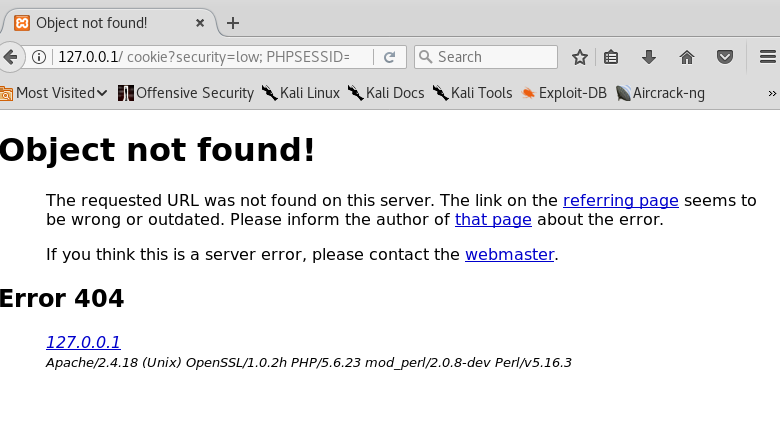 Object not found!
127.0.0.1/ cookie?security=low; PHPSESSID=
Search
Most Visited
Offensive Security
Kali Linux
Kali Docs
Kali Tools
Exploit-DB
Aircrack-ng
Object not found!
The requested URL was not found on this server. The link on the referring page seems to
be wrong or outdated. Please inform the author of that page about the error.
If you think this is a server error, please contact the webmaster.
Error 404
127.0.0.1
Apache/2.4.18 (Unix) OpenSSL/1.0.2h PHP/5.6.23 mod_perl/2.0.8-dev Perl/v5.16.3